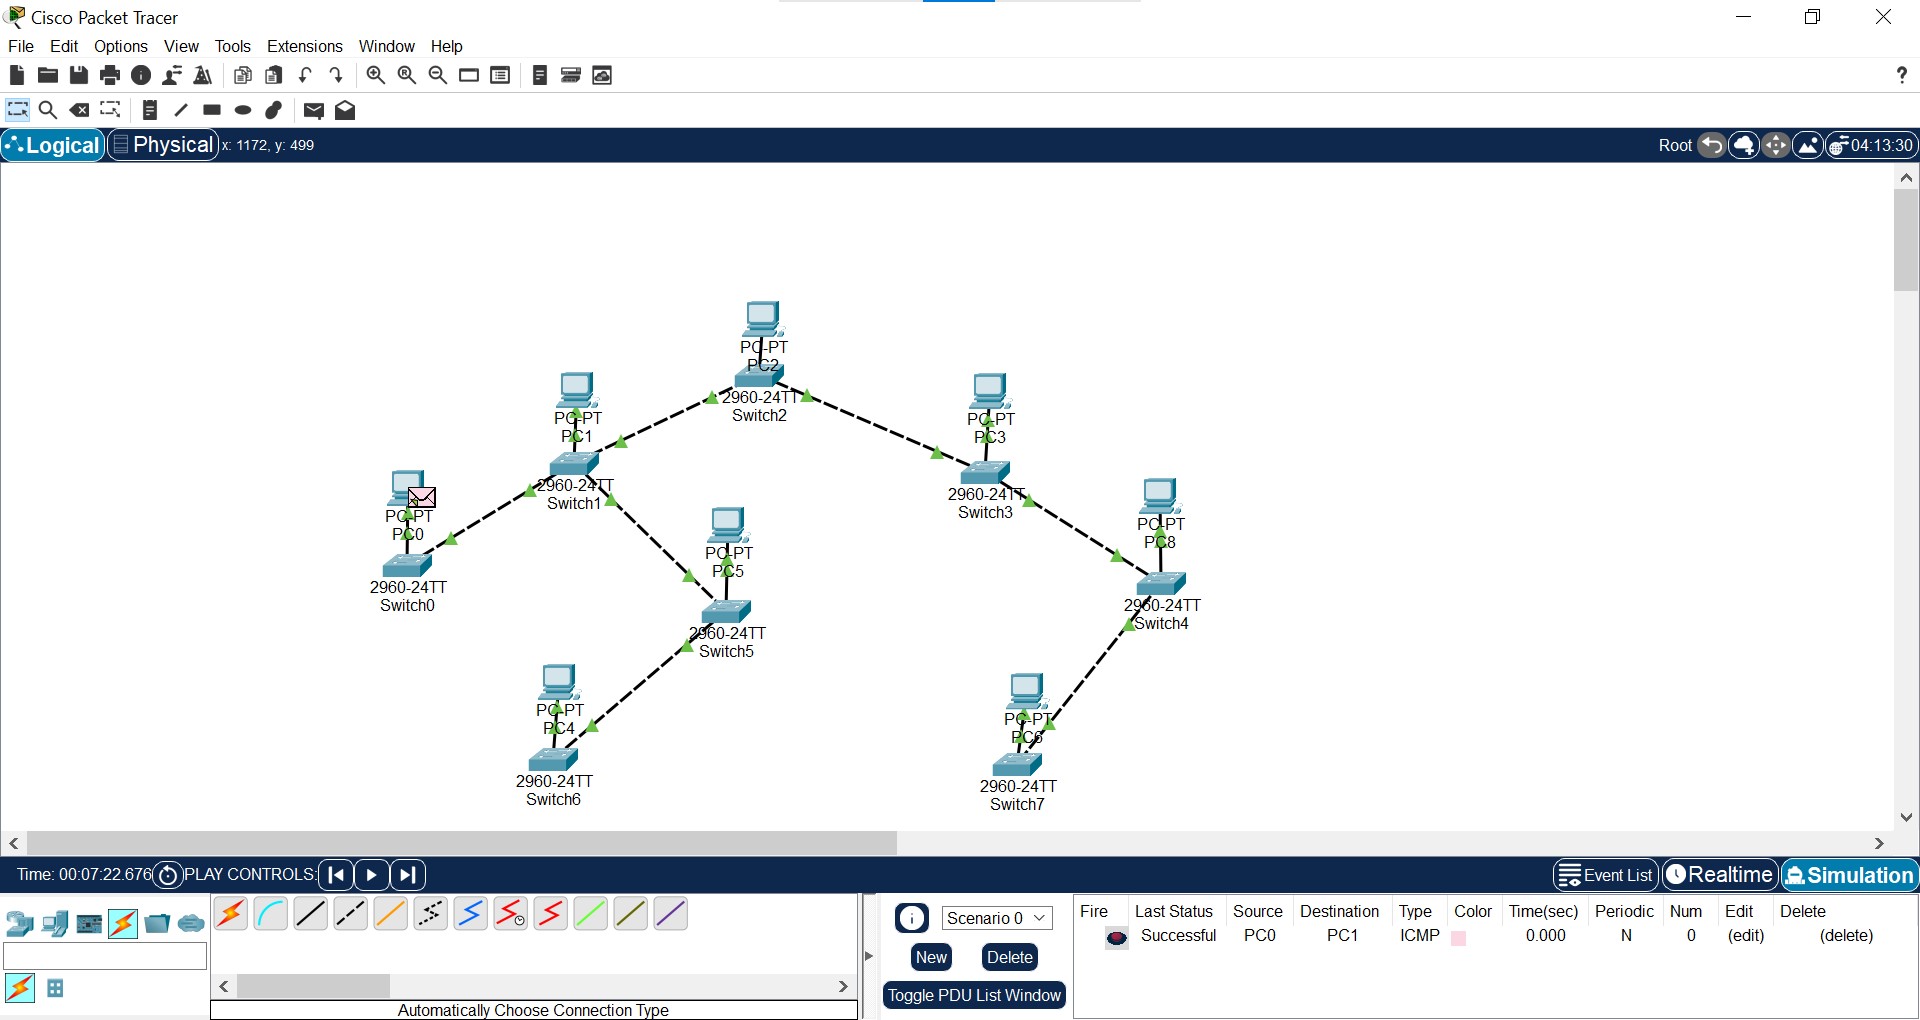 Cisco Packet Tracer
File Edit Options View Tools Extensions Window Help
?
Logical Physical x: 1172, y: 499 Root 04:13:30
PC-PT
PC2
2960-24TT
Switch2
PC-PT
PC1
2960-24TT
Switch1
PC-PT
PC3
2960-24TT
Switch3
PC-PT
PC0
2960-24TT
Switch0
PC-PT
PC8
2960-24TT
Switch4
PC-PT
PC5
2960-24TT
Switch5
PC-PT
PC4
2960-24TT
Switch6
PC-PT
PC6
2960-24TT
Switch7
Time: 00:07:22.676 PLAY CONTROLS: Event List Realtime Simulation
Scenario 0
New Delete
Toggle PDU List Window
Fire Last Status Source Destination Type Color Time(sec) Periodic Num Edit Delete
Successful PC0 PC1 ICMP 0.000 N 0 (edit) (delete)
Automatically Choose Connection Type